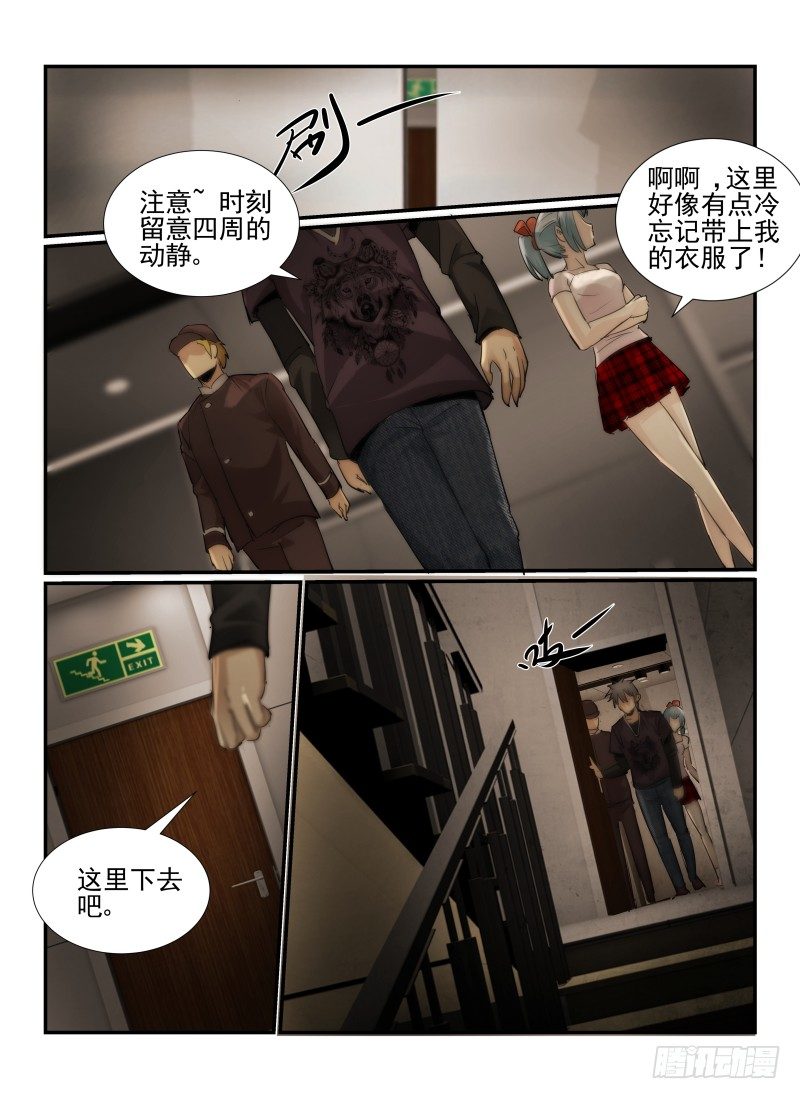 刷一
注意~ 时刻
留意四周的
动静。
啊啊，这里
好像有点冷
忘记带上我
的衣服了！
EXIT
这里下去
吧。
腾讯动漫